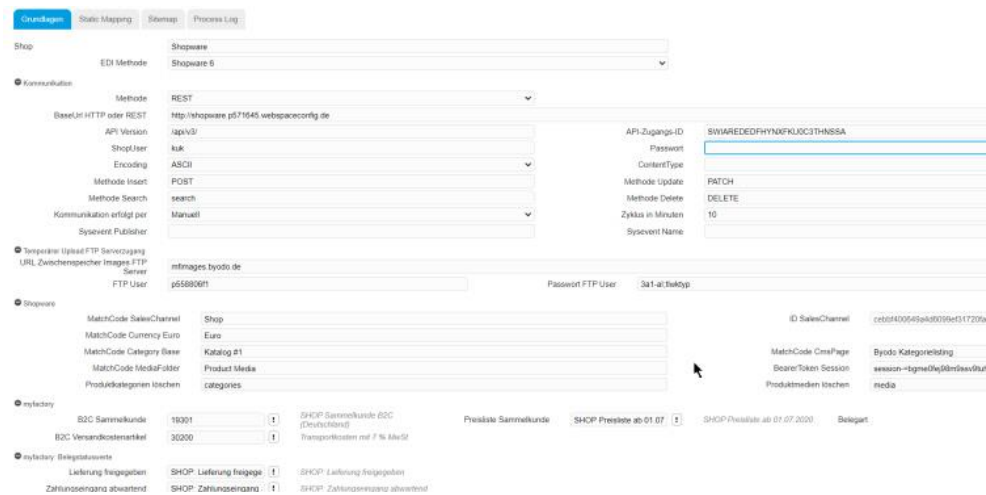 Grundlagen Static Mapping Sitemap Process Log
Shop Shopware
EDI Methode Shopware 6
Kommunikation
Methode REST
BaseUrl HTTP oder REST http://shopware.p571645.webspaceconfig.de
API Version /api/v3/ API-Zugangs-ID
ShopUser kuk Passwort
Encoding ASCII ContentType
Methode Insert POST Methode Update PATCH
Methode Search search Methode Delete DELETE
Kommunikation erfolgt per Manuell Zyklus in Minuten 10
Sysevent Publisher Sysevent Name
Temporärer Upload FTP Serverzugang
URL Zwischenspeicher Images FTP Server mfimages.byodo.de
FTP User Passwort FTP User
Shopware
MatchCode SalesChannel Shop ID SalesChannel
MatchCode Currency Euro Euro
MatchCode Category Base Katalog #1 MatchCode CmsPage Byodo Kategorielisting
MatchCode MediaFolder Product Media BearerToken Session
Produktkategorien löschen categories Produktmedien löschen media
myfactory
B2C Sammelkunde 19301 ! SHOP Sammelkunde B2C (Deutschland) Preisliste Sammelkunde SHOP Preisliste ab 01.07 ! SHOP Preisliste ab 01.07.2020 Belegart
B2C Versandkostenartikel 30200 ! Transportkosten mit 7 % MwSt
myfactory: Belegstatuswerte
Lieferung freigegeben SHOP: Lieferung freigege ! SHOP: Lieferung freigegeben
Zahlungseingang abwartend SHOP: Zahlungseingang ! SHOP: Zahlungseingang abwartend